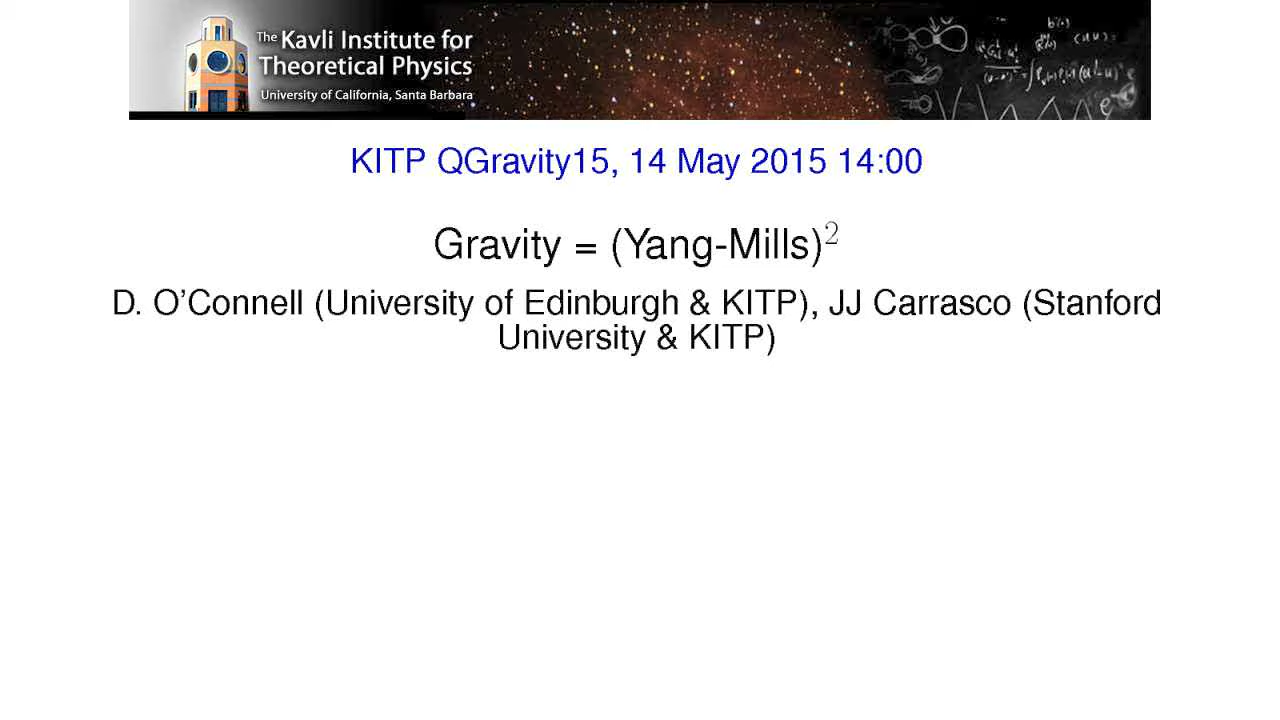 The Kavli Institute for
Theoretical Physics
University of California, Santa Barbara
KITP QGravity15, 14 May 2015 14:00
Gravity = (Yang-Mills)²
D. O'Connell (University of Edinburgh & KITP), JJ Carrasco (Stanford
University & KITP)